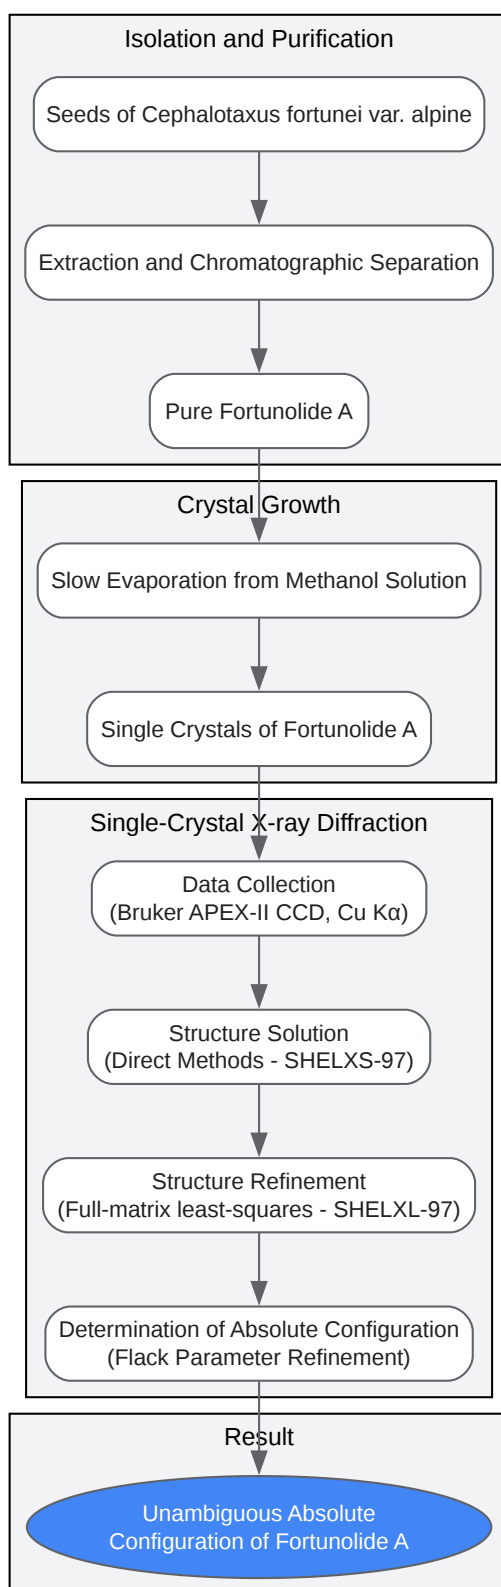 Isolation and Purification
Seeds of Cephalotaxus fortunei var. alpine
Extraction and Chromatographic Separation
Pure Fortunolide A
Crystal Growth
Slow Evaporation from Methanol Solution
Single Crystals of Fortunolide A
Single-Crystal X-ray Diffraction
Data Collection
(Bruker APEX-II CCD, Cu Kα)
Structure Solution
(Direct Methods - SHELXS-97)
Structure Refinement
(Full-matrix least-squares - SHELXL-97)
Determination of Absolute Configuration
(Flack Parameter Refinement)
Result
Unambiguous Absolute
Configuration of Fortunolide A